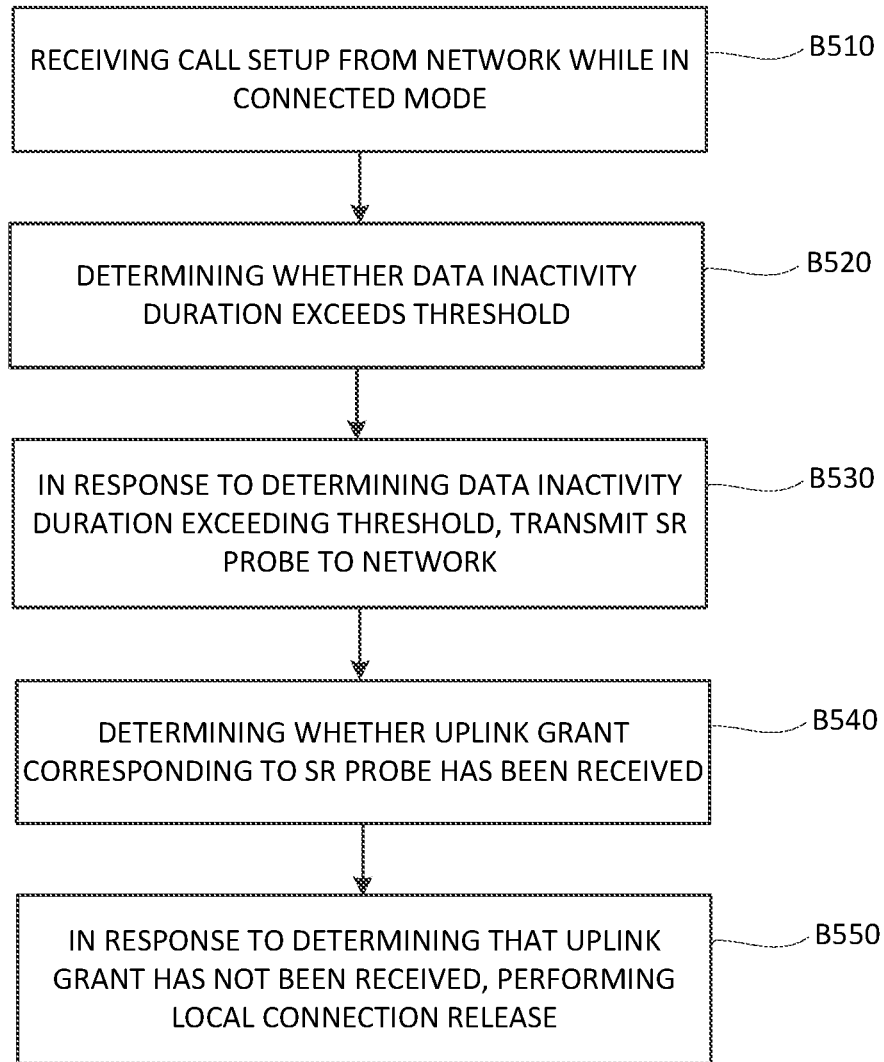 RECEIVING CALL SETUP FROM NETWORK WHILE IN
CONNECTED MODE
B510
DETERMINING WHETHER DATA INACTIVITY
DURATION EXCEEDS THRESHOLD
B520
IN RESPONSE TO DETERMINING DATA INACTIVITY
DURATION EXCEEDING THRESHOLD, TRANSMIT SR
PROBE TO NETWORK
B530
DETERMINING WHETHER UPLINK GRANT
CORRESPONDING TO SR PROBE HAS BEEN RECEIVED
B540
IN RESPONSE TO DETERMINING THAT UPLINK
GRANT HAS NOT BEEN RECEIVED, PERFORMING
LOCAL CONNECTION RELEASE
B550